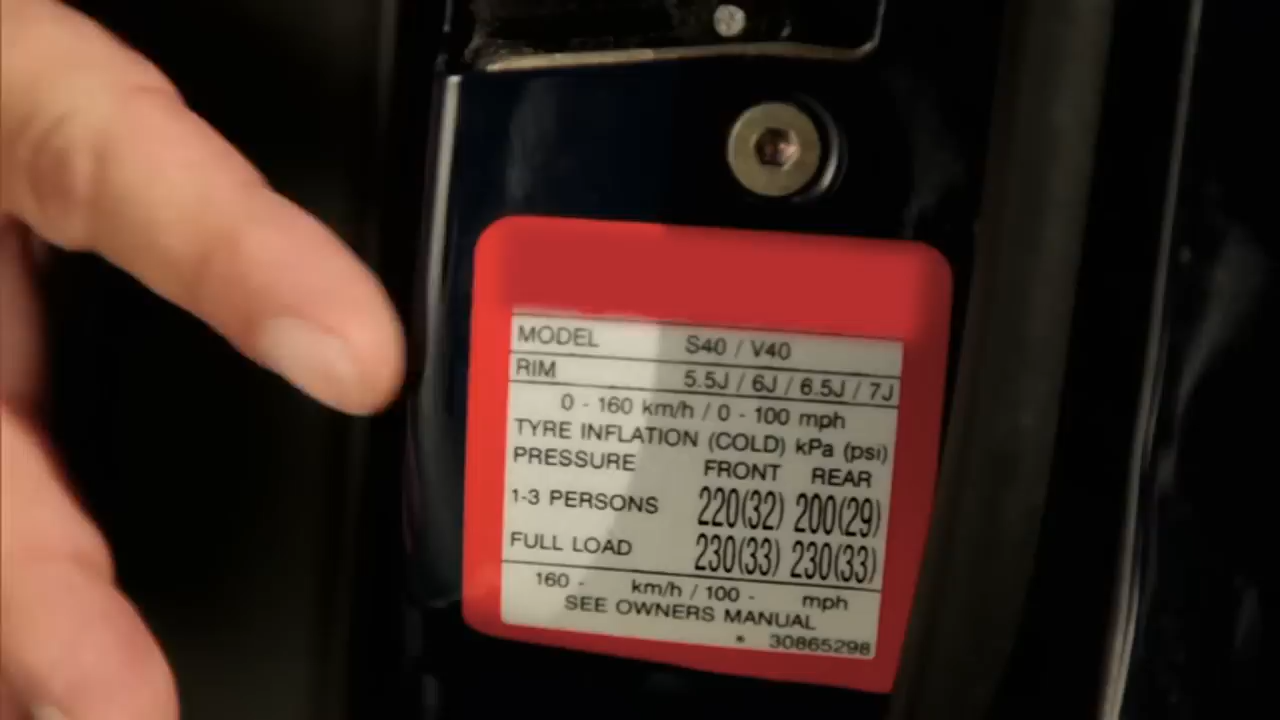 MODEL S40 / V40
RIM 5.5J / 6J / 6.5J / 7J
0 - 160 km/h / 0 - 100 mph
TYRE INFLATION (COLD) kPa (psi)
PRESSURE FRONT REAR
1-3 PERSONS 220(32) 200(29)
FULL LOAD 230(33) 230(33)
160 - km/h / 100 - mph
SEE OWNERS MANUAL
* 30865298